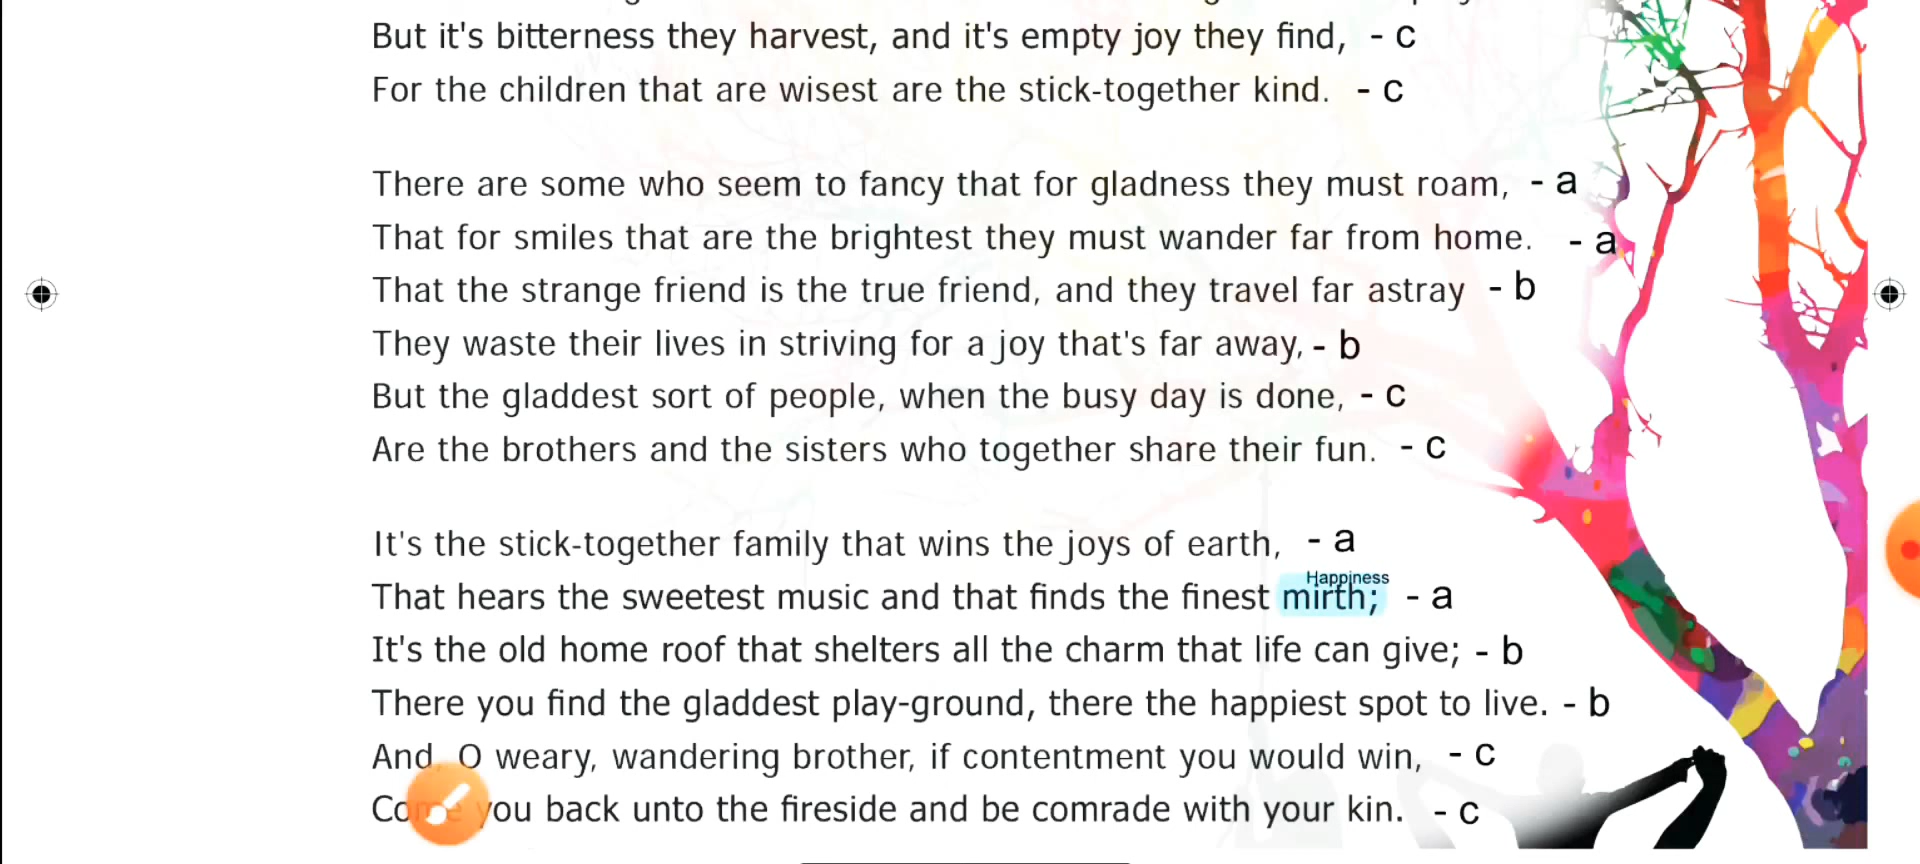 But it's bitterness they harvest, and it's empty joy they find, - c
For the children that are wisest are the stick-together kind. - c
There are some who seem to fancy that for gladness they must roam, - a
That for smiles that are the brightest they must wander far from home. - a
That the strange friend is the true friend, and they travel far astray - b
They waste their lives in striving for a joy that's far away, - b
But the gladdest sort of people, when the busy day is done, - c
Are the brothers and the sisters who together share their fun. - c
It's the stick-together family that wins the joys of earth, - a
Happiness
That hears the sweetest music and that finds the finest mirth; - a
It's the old home roof that shelters all the charm that life can give; - b
There you find the gladdest play-ground, there the happiest spot to live. - b
And, O weary, wandering brother, if contentment you would win, - c
Come you back unto the fireside and be comrade with your kin. - c